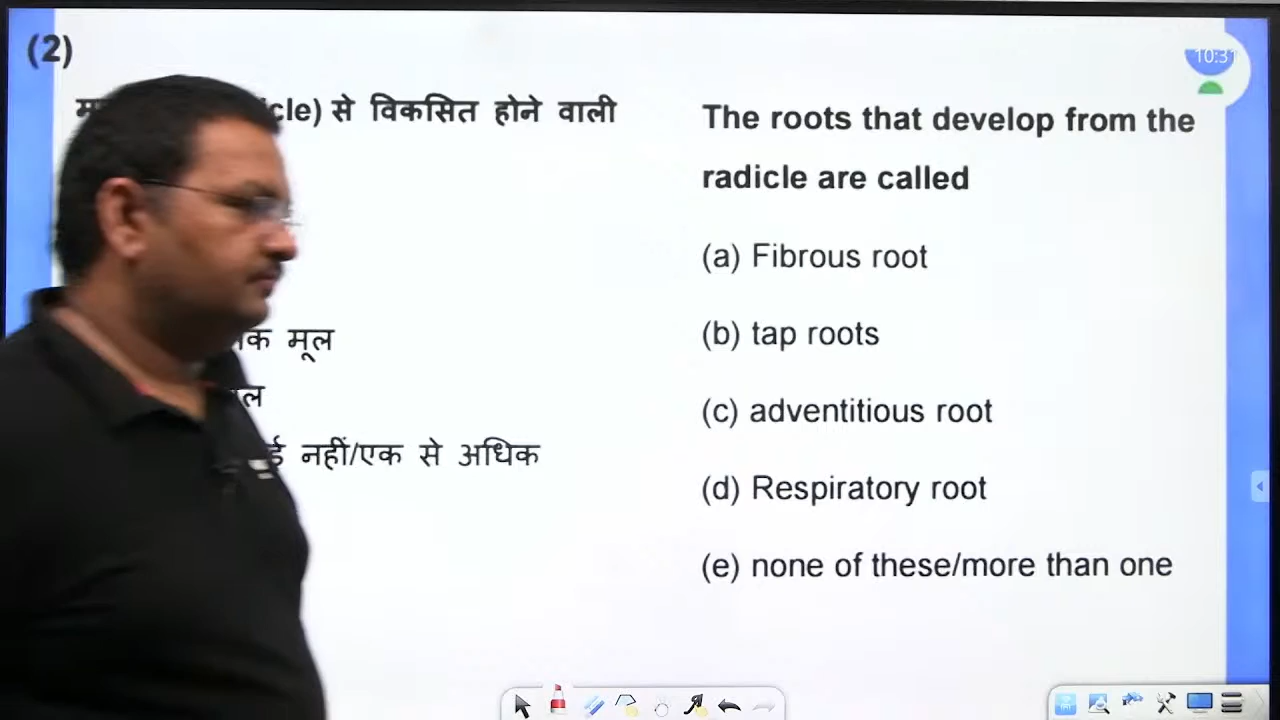 (2)
10:31
से विकसित होने वाली
The roots that develop from the
radicle are called
(a) Fibrous root
(b) tap roots
मूल
(c) adventitious root
नहीं/एक से अधिक
(d) Respiratory root
(e) none of these/more than one